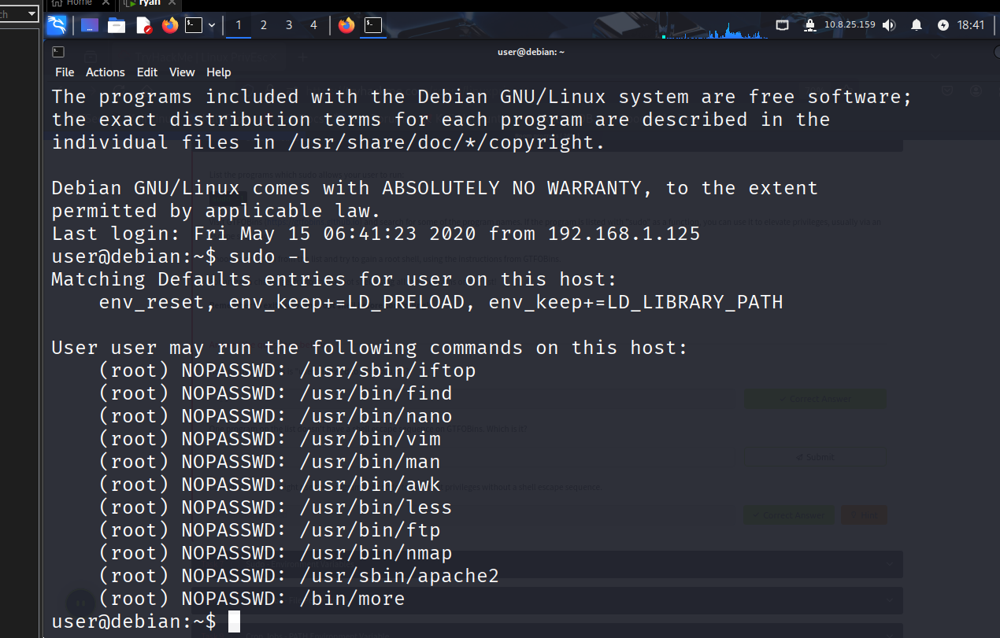 Home
ryan
1 2 3 4
10.8.25.159
18:41
user@debian: ~
File Actions Edit View Help
The programs included with the Debian GNU/Linux system are free software;
the exact distribution terms for each program are described in the
individual files in /usr/share/doc/*/copyright.
Debian GNU/Linux comes with ABSOLUTELY NO WARRANTY, to the extent
permitted by applicable law.
Last login: Fri May 15 06:41:23 2020 from 192.168.1.125
user@debian:~$ sudo -l
Matching Defaults entries for user on this host:
    env_reset, env_keep+=LD_PRELOAD, env_keep+=LD_LIBRARY_PATH
User user may run the following commands on this host:
    (root) NOPASSWD: /usr/sbin/iftop
    (root) NOPASSWD: /usr/bin/find
    (root) NOPASSWD: /usr/bin/nano
    (root) NOPASSWD: /usr/bin/vim
    (root) NOPASSWD: /usr/bin/man
    (root) NOPASSWD: /usr/bin/awk
    (root) NOPASSWD: /usr/bin/less
    (root) NOPASSWD: /usr/bin/ftp
    (root) NOPASSWD: /usr/bin/nmap
    (root) NOPASSWD: /usr/sbin/apache2
    (root) NOPASSWD: /bin/more
user@debian:~$
Correct Answer
Submit
Correct Answer